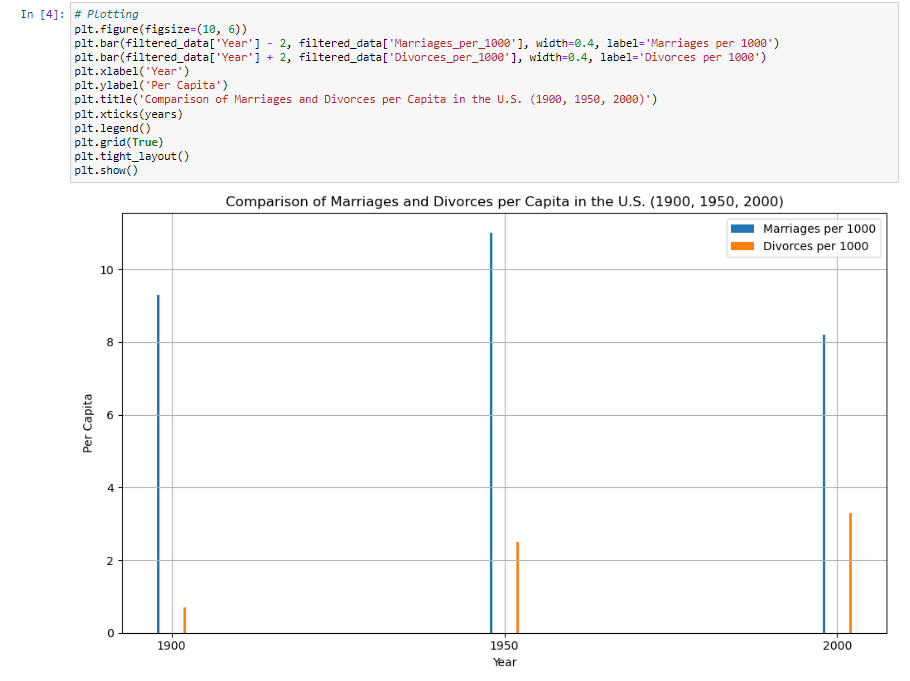 In [4]: # Plotting
plt.figure(figsize=(10, 6))
plt.bar(filtered_data['Year'] - 2, filtered_data['Marriages_per_1000'], width=0.4, label='Marriages per 1000')
plt.bar(filtered_data['Year'] + 2, filtered_data['Divorces_per_1000'], width=0.4, label='Divorces per 1000')
plt.xlabel('Year')
plt.ylabel('Per Capita')
plt.title('Comparison of Marriages and Divorces per Capita in the U.S. (1900, 1950, 2000)')
plt.xticks(years)
plt.legend()
plt.grid(True)
plt.tight_layout()
plt.show()
Comparison of Marriages and Divorces per Capita in the U.S. (1900, 1950, 2000)
Marriages per 1000
Divorces per 1000
10
8
6
4
2
0
Per Capita
1900 1950 2000
Year